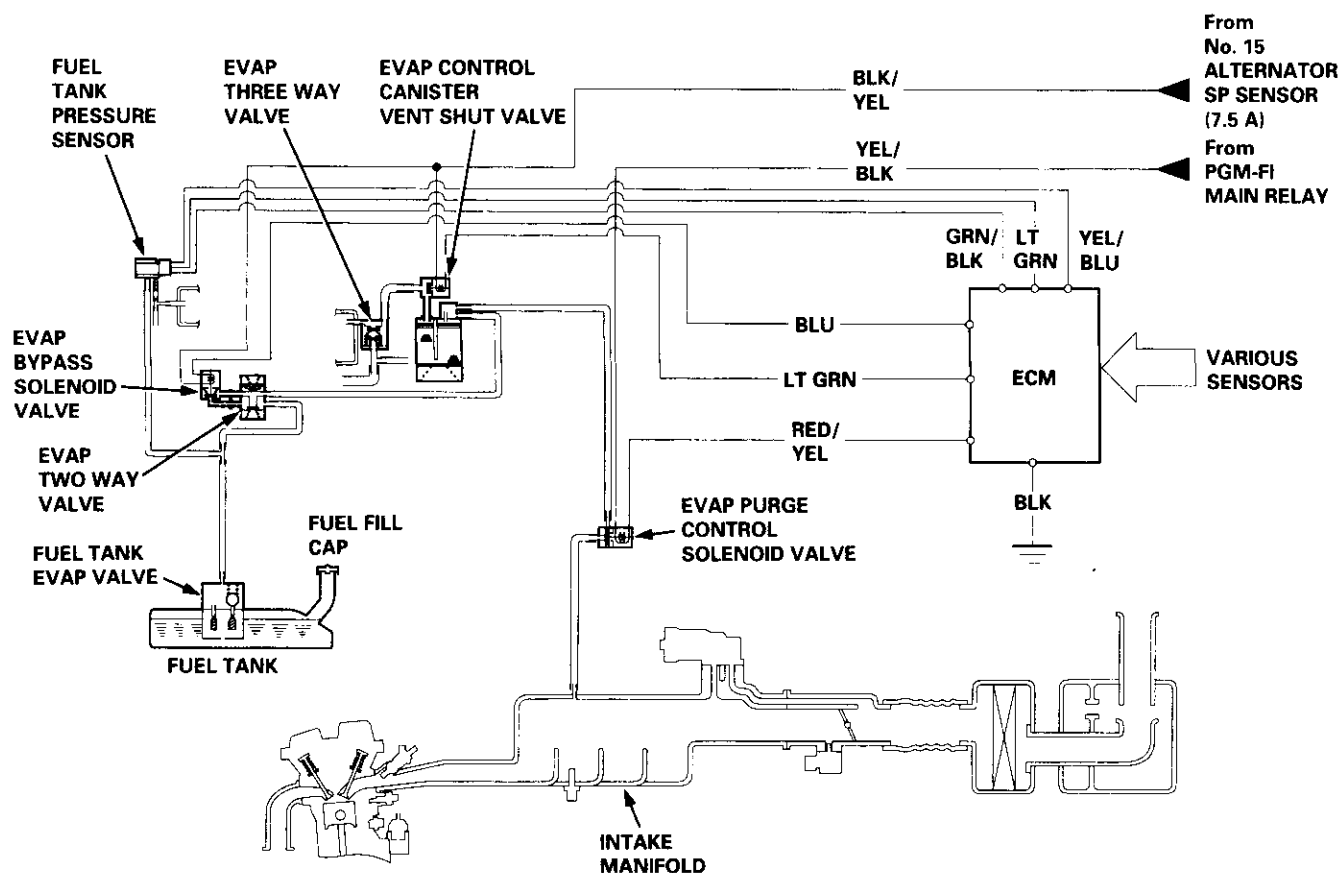 From
No. 15
ALTERNATOR
SP SENSOR
(7.5 A)
From
PGM-FI
MAIN RELAY
FUEL
TANK
PRESSURE
SENSOR
EVAP
THREE WAY
VALVE
EVAP CONTROL
CANISTER
VENT SHUT VALVE
BLK/
YEL
YEL/
BLK
GRN/
BLK
LT
GRN
YEL/
BLU
EVAP
BYPASS
SOLENOID
VALVE
BLU
LT GRN
ECM
VARIOUS
SENSORS
RED/
YEL
EVAP
TWO WAY
VALVE
BLK
EVAP PURGE
CONTROL
SOLENOID VALVE
FUEL FILL
CAP
FUEL TANK
EVAP VALVE
FUEL TANK
INTAKE
MANIFOLD